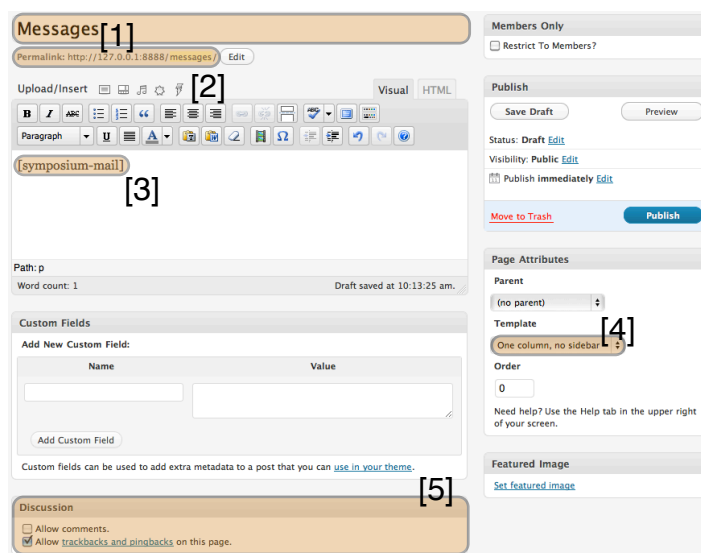 Messages [1]
Permalink: http://127.0.0.1:8888/messages/ Edit
Upload/Insert [2] Visual HTML
B I ABC “ ABC
Paragraph U A T W Ω
[symposium-mail]
[3]
Path: p
Word count: 1 Draft saved at 10:13:25 am.
Custom Fields
Add New Custom Field:
Name Value
Add Custom Field
Custom fields can be used to add extra metadata to a post that you can use in your theme.
[5]
Discussion
Allow comments.
Allow trackbacks and pingbacks on this page.
Members Only
Restrict To Members?
Publish
Save Draft Preview
Status: Draft Edit
Visibility: Public Edit
Publish immediately Edit
Move to Trash Publish
Page Attributes
Parent
(no parent)
Template [4]
One column, no sidebar
Order
0
Need help? Use the Help tab in the upper right
of your screen.
Featured Image
Set featured image